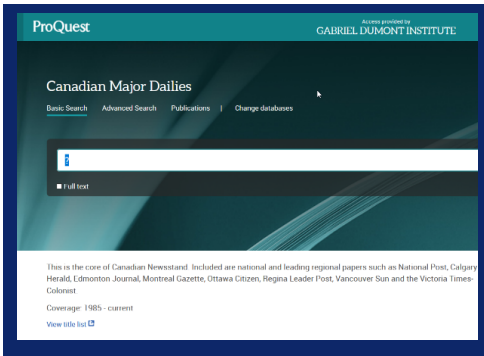 ProQuest
Access provided by
GABRIEL DUMONT INSTITUTE
Canadian Major Dailies
Basic Search Advanced Search Publications | Change databases
?
Full text
This is the core of Canadian Newsstand. Included are national and leading regional papers such as National Post, Calgary
Herald, Edmonton Journal, Montreal Gazette, Ottawa Citizen, Regina Leader Post, Vancouver Sun and the Victoria Times-
Colonist.
Coverage: 1985 - current
View title list